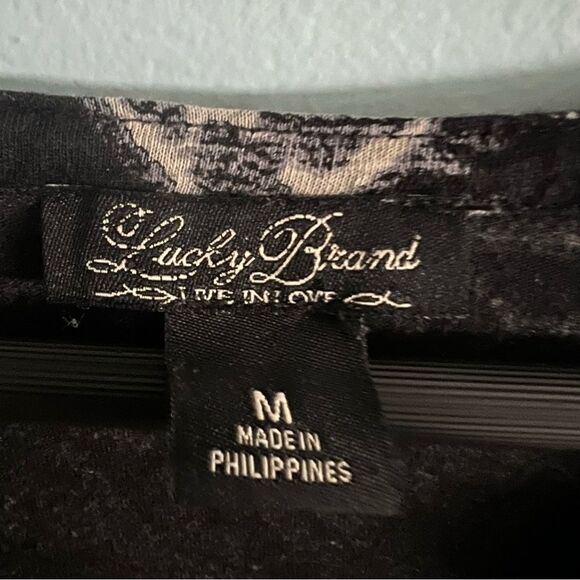 Lucky Brand
LIVE IN LOVE
M
MADE IN
PHILIPPINES